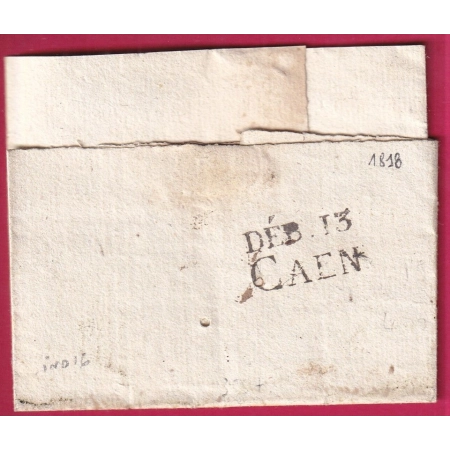 1818
DÉB. 13
CAEN
IND 16